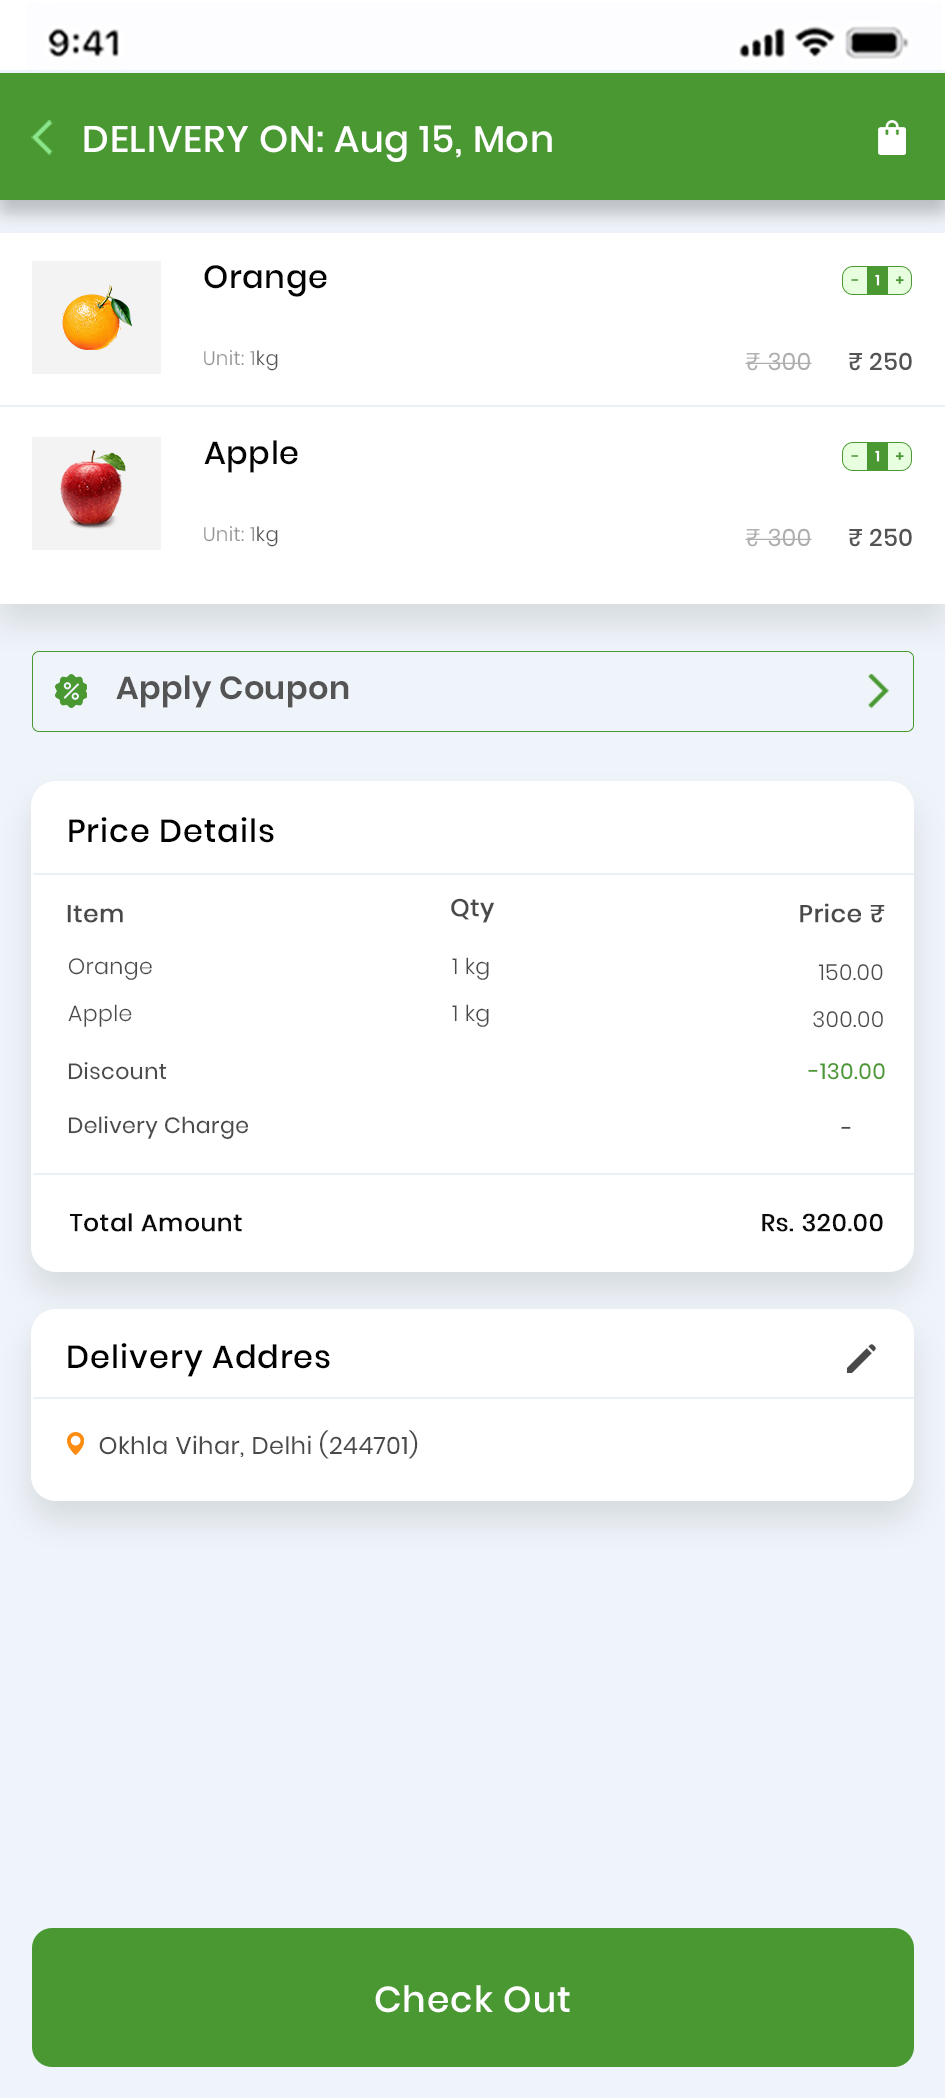 9:41
DELIVERY ON: Aug 15, Mon
Orange
- 1 +
Unit: 1kg
₹ 300 ₹ 250
Apple
- 1 +
Unit: 1kg
₹ 300 ₹ 250
% Apply Coupon
Price Details
Item Qty Price ₹
Orange 1 kg 150.00
Apple 1 kg 300.00
Discount -130.00
Delivery Charge -
Total Amount Rs. 320.00
Delivery Addres
Okhla Vihar, Delhi (244701)
Check Out